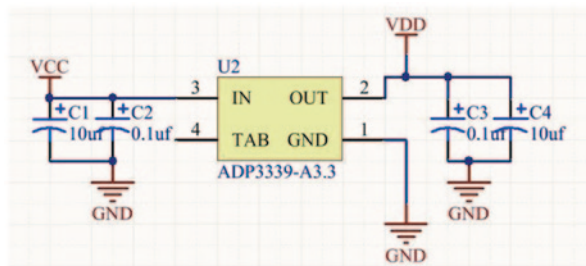 VDD
U2
VCC
3
IN
OUT
2
+
C1
+
C2
10uf
0.1uf
4
TAB
GND
1
+
C3
+
C4
0.1uf
10uf
ADP3339-A3.3
GND
GND
GND